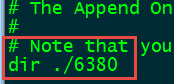 # The Append On
#
# Note that you
dir ./6380